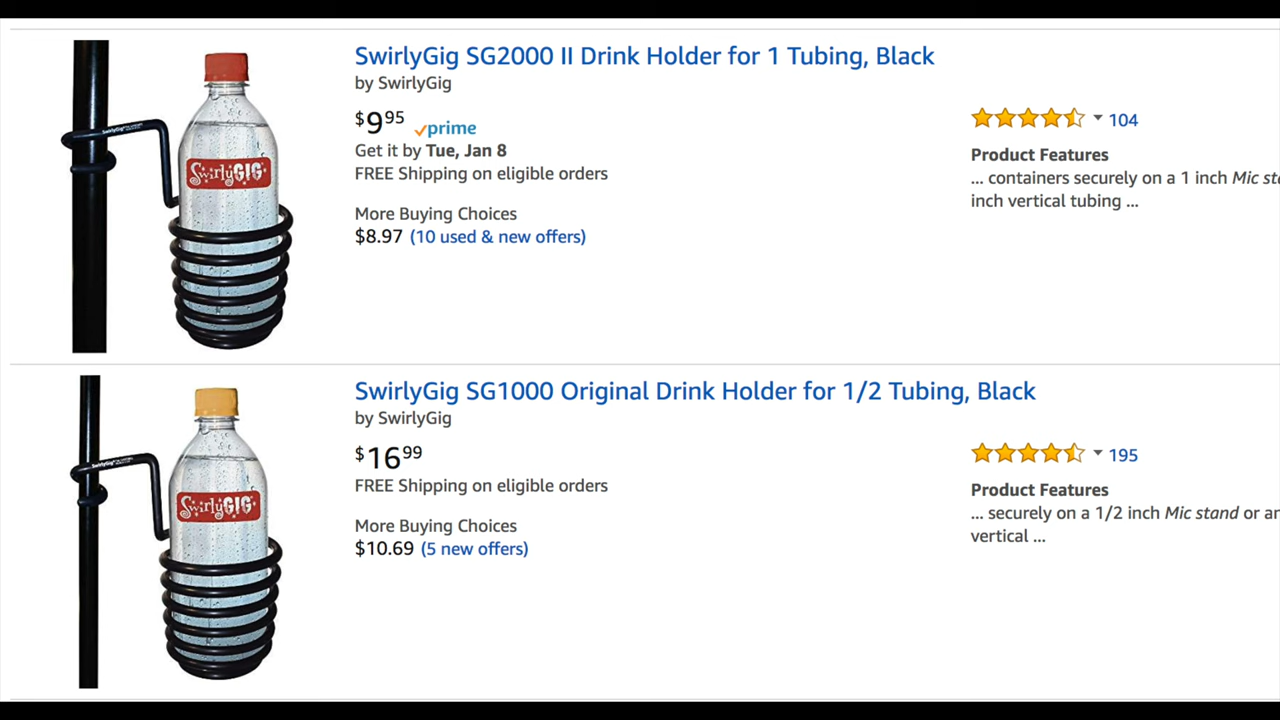 SwirlyGig SG2000 II Drink Holder for 1 Tubing, Black
by SwirlyGig
$9 95 prime
Get it by Tue, Jan 8
FREE Shipping on eligible orders
More Buying Choices
$8.97 (10 used & new offers)
104
Product Features
... containers securely on a 1 inch Mic
inch vertical tubing ...
SwirlyGIG
SwirlyGig SG1000 Original Drink Holder for 1/2 Tubing, Black
by SwirlyGig
$16 99
FREE Shipping on eligible orders
More Buying Choices
$10.69 (5 new offers)
195
Product Features
... securely on a 1/2 inch Mic stand or
vertical ...
SwirlyGIG